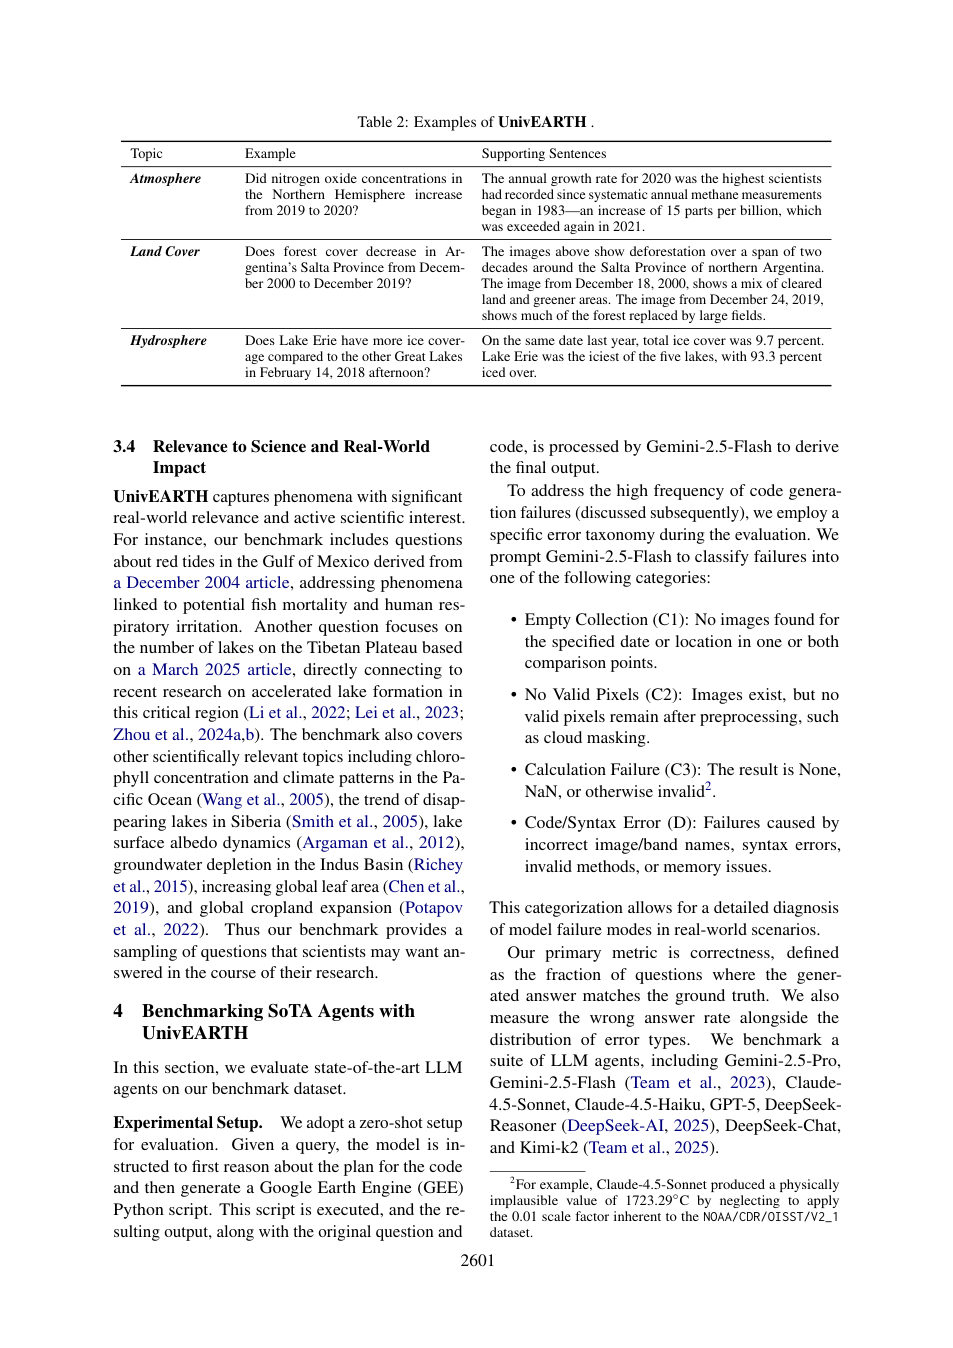 Table 2: Examples of UnivEARTH .
Topic Example Supporting Sentences
Atmosphere Did nitrogen oxide concentrations in the Northern Hemisphere increase from 2019 to 2020? The annual growth rate for 2020 was the highest scientists had recorded since systematic annual methane measurements began in 1983—an increase of 15 parts per billion, which was exceeded again in 2021.
Land Cover Does forest cover decrease in Argentina's Salta Province from December 2000 to December 2019? The images above show deforestation over a span of two decades around the Salta Province of northern Argentina. The image from December 18, 2000, shows a mix of cleared land and greener areas. The image from December 24, 2019, shows much of the forest replaced by large fields.
Hydrosphere Does Lake Erie have more ice coverage compared to the other Great Lakes in February 14, 2018 afternoon? On the same date last year, total ice cover was 9.7 percent. Lake Erie was the iciest of the five lakes, with 93.3 percent iced over.
3.4 Relevance to Science and Real-World
Impact
UnivEARTH captures phenomena with significant
real-world relevance and active scientific interest.
For instance, our benchmark includes questions
about red tides in the Gulf of Mexico derived from
a December 2004 article, addressing phenomena
linked to potential fish mortality and human res-
piratory irritation. Another question focuses on
the number of lakes on the Tibetan Plateau based
on a March 2025 article, directly connecting to
recent research on accelerated lake formation in
this critical region (Li et al., 2022; Lei et al., 2023;
Zhou et al., 2024a,b). The benchmark also covers
other scientifically relevant topics including chloro-
phyll concentration and climate patterns in the Pa-
cific Ocean (Wang et al., 2005), the trend of disap-
pearing lakes in Siberia (Smith et al., 2005), lake
surface albedo dynamics (Argaman et al., 2012),
groundwater depletion in the Indus Basin (Richey
et al., 2015), increasing global leaf area (Chen et al.,
2019), and global cropland expansion (Potapov
et al., 2022). Thus our benchmark provides a
sampling of questions that scientists may want an-
swered in the course of their research.
4 Benchmarking SoTA Agents with
UnivEARTH
In this section, we evaluate state-of-the-art LLM
agents on our benchmark dataset.
Experimental Setup. We adopt a zero-shot setup
for evaluation. Given a query, the model is in-
structed to first reason about the plan for the code
and then generate a Google Earth Engine (GEE)
Python script. This script is executed, and the re-
sulting output, along with the original question and
code, is processed by Gemini-2.5-Flash to derive
the final output.
To address the high frequency of code genera-
tion failures (discussed subsequently), we employ a
specific error taxonomy during the evaluation. We
prompt Gemini-2.5-Flash to classify failures into
one of the following categories:
• Empty Collection (C1): No images found for
the specified date or location in one or both
comparison points.
• No Valid Pixels (C2): Images exist, but no
valid pixels remain after preprocessing, such
as cloud masking.
• Calculation Failure (C3): The result is None,
NaN, or otherwise invalid2.
• Code/Syntax Error (D): Failures caused by
incorrect image/band names, syntax errors,
invalid methods, or memory issues.
This categorization allows for a detailed diagnosis
of model failure modes in real-world scenarios.
Our primary metric is correctness, defined
as the fraction of questions where the gener-
ated answer matches the ground truth. We also
measure the wrong answer rate alongside the
distribution of error types. We benchmark a
suite of LLM agents, including Gemini-2.5-Pro,
Gemini-2.5-Flash (Team et al., 2023), Claude-
4.5-Sonnet, Claude-4.5-Haiku, GPT-5, DeepSeek-
Reasoner (DeepSeek-AI, 2025), DeepSeek-Chat,
and Kimi-k2 (Team et al., 2025).
2For example, Claude-4.5-Sonnet produced a physically
implausible value of 1723.29°C by neglecting to apply
the 0.01 scale factor inherent to the NOAA/CDR/OISST/V2_1
dataset.
2601